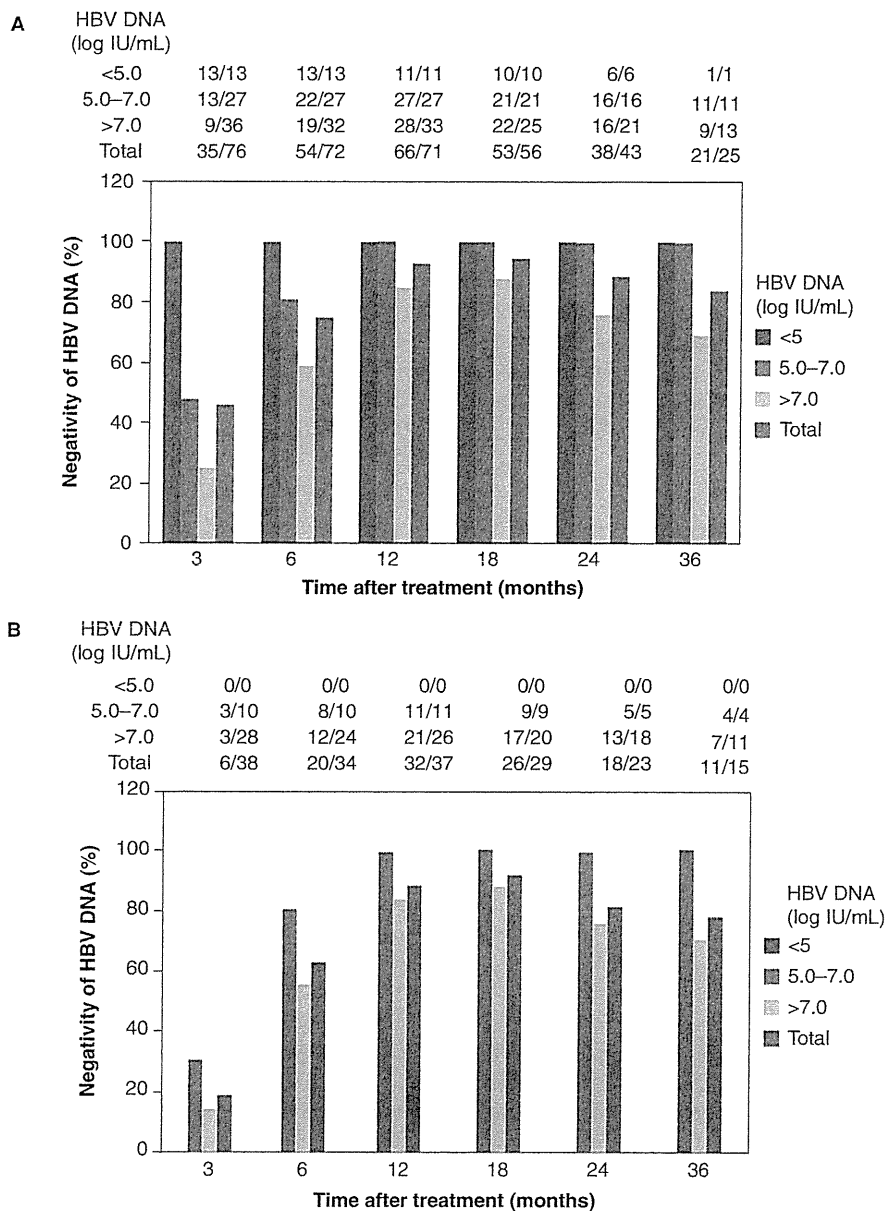 A
HBV DNA
(log IU/mL)
<5.0 13/13 13/13 11/11 10/10 6/6 1/1
5.0–7.0 13/27 22/27 27/27 21/21 16/16 11/11
>7.0 9/36 19/32 28/33 22/25 16/21 9/13
Total 35/76 54/72 66/71 53/56 38/43 21/25
120
100
80
60
40
20
0
Negativity of HBV DNA (%)
3 6 12 18 24 36
Time after treatment (months)
HBV DNA
(log IU/mL)
<5
5.0–7.0
>7.0
Total
B
HBV DNA
(log IU/mL)
<5.0 0/0 0/0 0/0 0/0 0/0 0/0
5.0–7.0 3/10 8/10 11/11 9/9 5/5 4/4
>7.0 3/28 12/24 21/26 17/20 13/18 7/11
Total 6/38 20/34 32/37 26/29 18/23 11/15
120
100
80
60
40
20
0
Negativity of HBV DNA (%)
3 6 12 18 24 36
Time after treatment (months)
HBV DNA
(log IU/mL)
<5
5.0–7.0
>7.0
Total